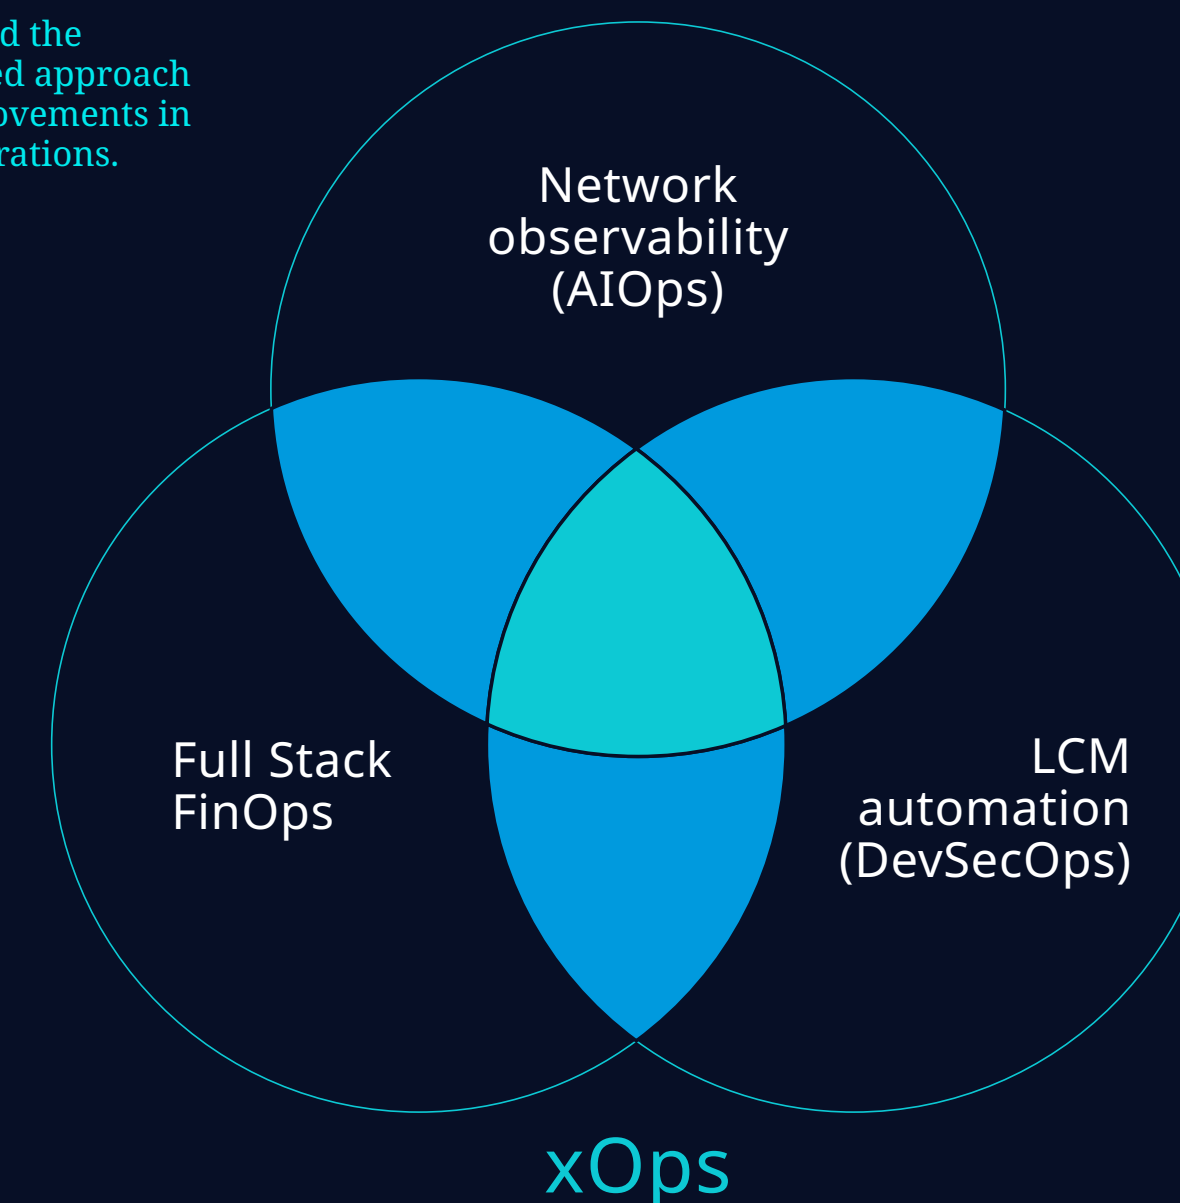 d the
ed approach
ovements in
rations.
Network
observability
(AIOps)
Full Stack
FinOps
LCM
automation
(DevSecOps)
xOps